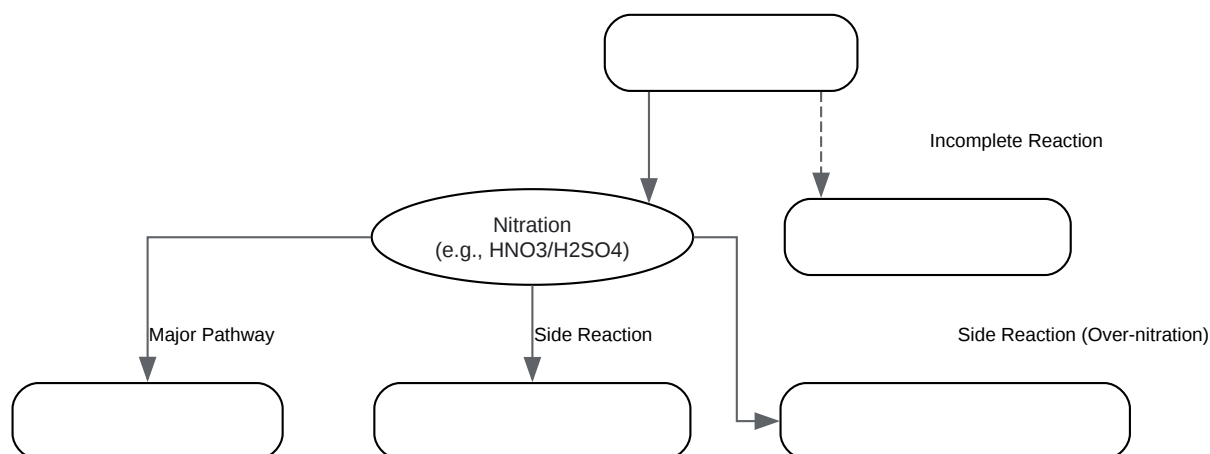 Incomplete Reaction
Nitration
(e.g., HNO3/H2SO4)
Major Pathway
Side Reaction
Side Reaction (Over-nitration)